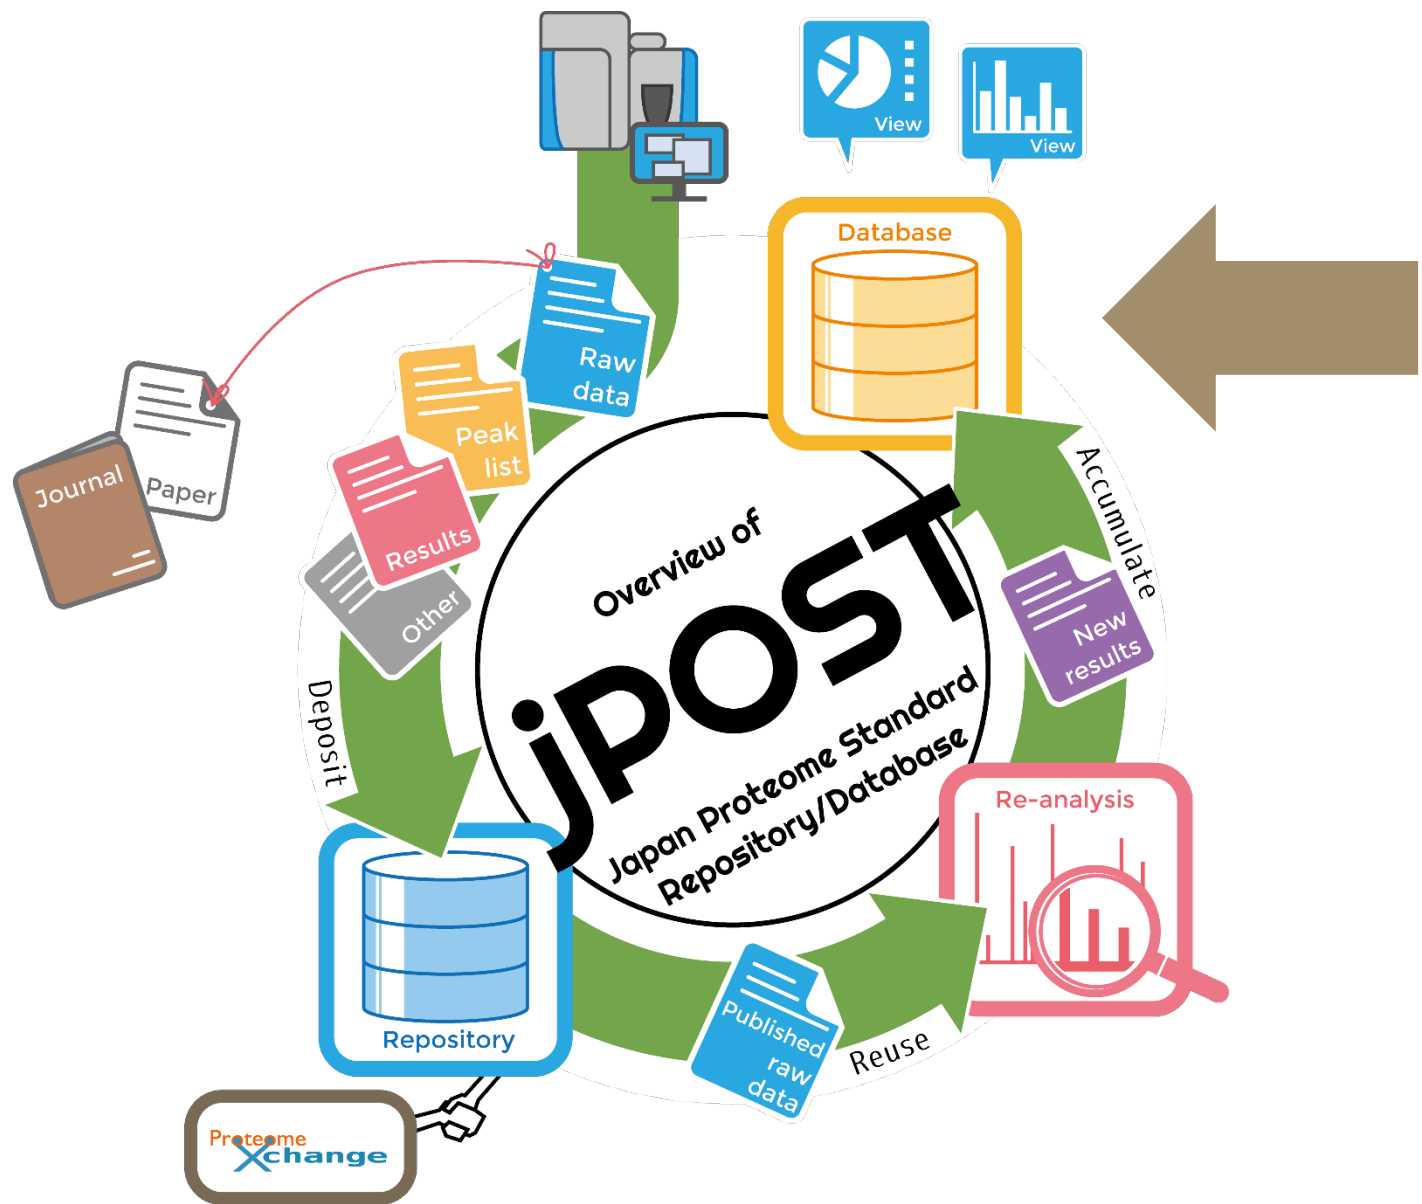 View
View
Database
Raw
data
Peak
list
Results
Other
Paper
Journal
Accumulate
New
results
Overview of
jPOST
Japan Proteome Standard
Repository/Database
Deposit
Re-analysis
Repository
Published
raw
data
Reuse
Proteome
Xchange